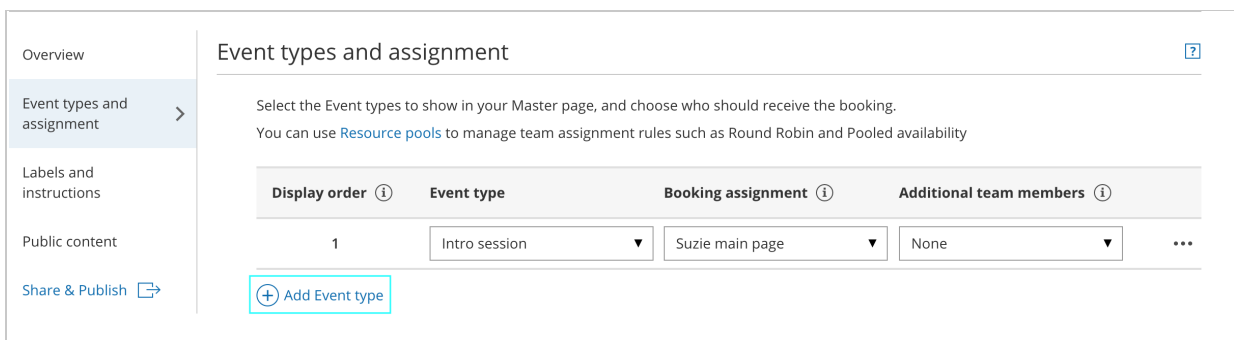 Overview
Event types and
assignment
Labels and
instructions
Public content
Share & Publish
Event types and assignment
?
Select the Event types to show in your Master page, and choose who should receive the booking.
You can use Resource pools to manage team assignment rules such as Round Robin and Pooled availability
Display order i Event type Booking assignment i Additional team members i
1 Intro session Suzie main page None
Add Event type